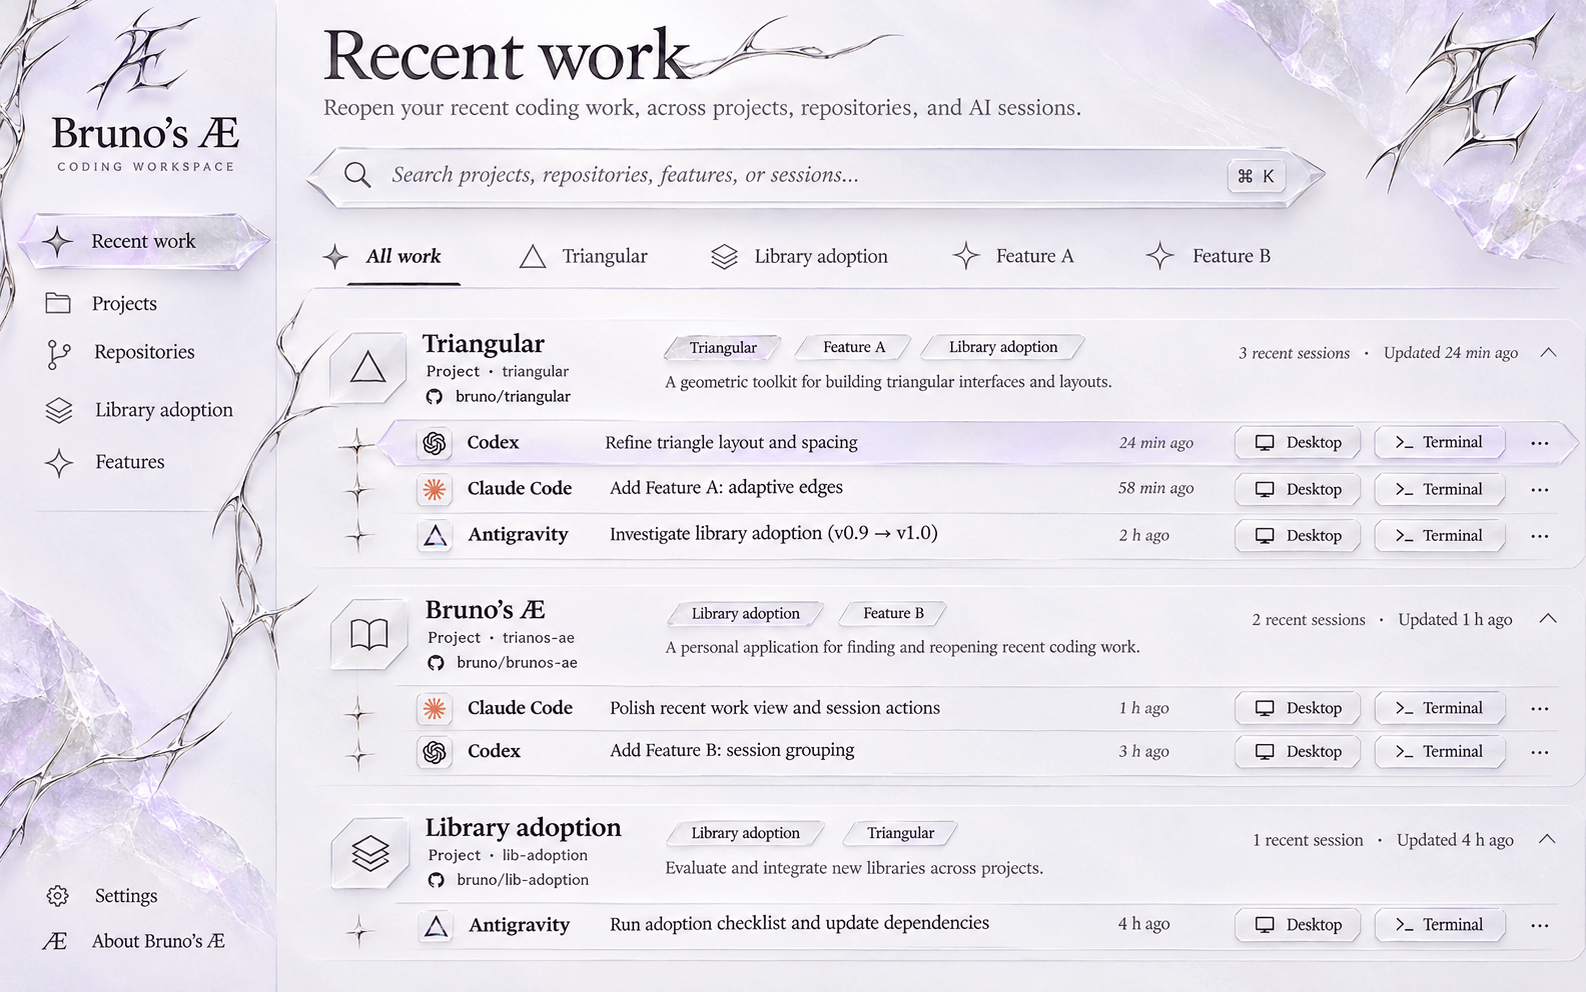 Æ
Bruno's Æ
CODING WORKSPACE
Recent work
Projects
Repositories
Library adoption
Features
Settings
Æ About Bruno's Æ
Recent work
Reopen your recent coding work, across projects, repositories, and AI sessions.
Search projects, repositories, features, or sessions... ⌘ K
Æ
All work Triangular Library adoption Feature A Feature B
Triangular Triangular Feature A Library adoption 3 recent sessions • Updated 24 min ago
Project • triangular A geometric toolkit for building triangular interfaces and layouts.
bruno/triangular
Codex Refine triangle layout and spacing 24 min ago Desktop >_ Terminal ...
Claude Code Add Feature A: adaptive edges 58 min ago Desktop >_ Terminal ...
Antigravity Investigate library adoption (v0.9 → v1.0) 2 h ago Desktop >_ Terminal ...
Bruno's Æ Library adoption Feature B 2 recent sessions • Updated 1 h ago
Project • trianos-ae A personal application for finding and reopening recent coding work.
bruno/brunos-ae
Claude Code Polish recent work view and session actions 1 h ago Desktop >_ Terminal ...
Codex Add Feature B: session grouping 3 h ago Desktop >_ Terminal ...
Library adoption Library adoption Triangular 1 recent session • Updated 4 h ago
Project • lib-adoption Evaluate and integrate new libraries across projects.
bruno/lib-adoption
Antigravity Run adoption checklist and update dependencies 4 h ago Desktop >_ Terminal ...